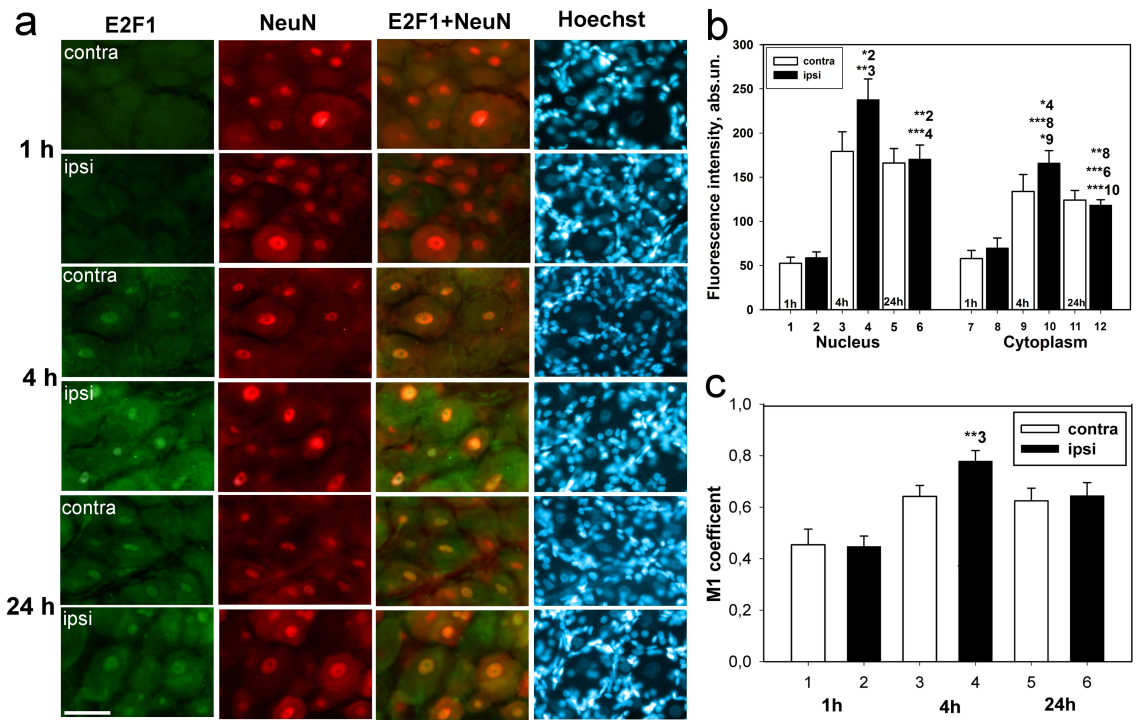 a
E2F1 NeuN E2F1+NeuN Hoechst
contra
1 h
ipsi
contra
4 h
ipsi
contra
24 h
ipsi
b
Fluorescence intensity, abs.un.
300
250
200
150
100
50
0
contra
ipsi
*2
**3
**2
***4
*4
***8
*9
**8
***6
***10
1h 4h 24h 1h 4h 24h
1 2 3 4 5 6 7 8 9 10 11 12
Nucleus Cytoplasm
c
M1 coefficent
1,0
0,8
0,6
0,4
0,2
0,0
contra
ipsi
**3
1 2 3 4 5 6
1h 4h 24h